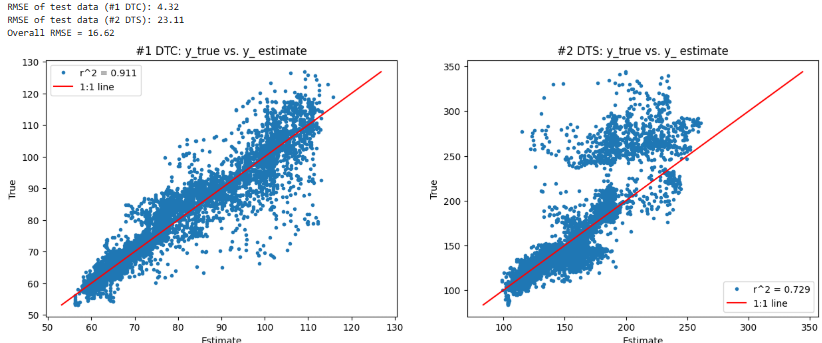 RMSE of test data (#1 DTC): 4.32
RMSE of test data (#2 DTS): 23.11
Overall RMSE = 16.62
#1 DTC: y_true vs. y_ estimate
r^2 = 0.911
1:1 line
130
120
110
100
90
80
70
60
50
True
50 60 70 80 90 100 110 120 130
Estimate
#2 DTS: y_true vs. y_ estimate
350
300
250
200
150
100
True
r^2 = 0.729
1:1 line
100 150 200 250 300 350
Estimate